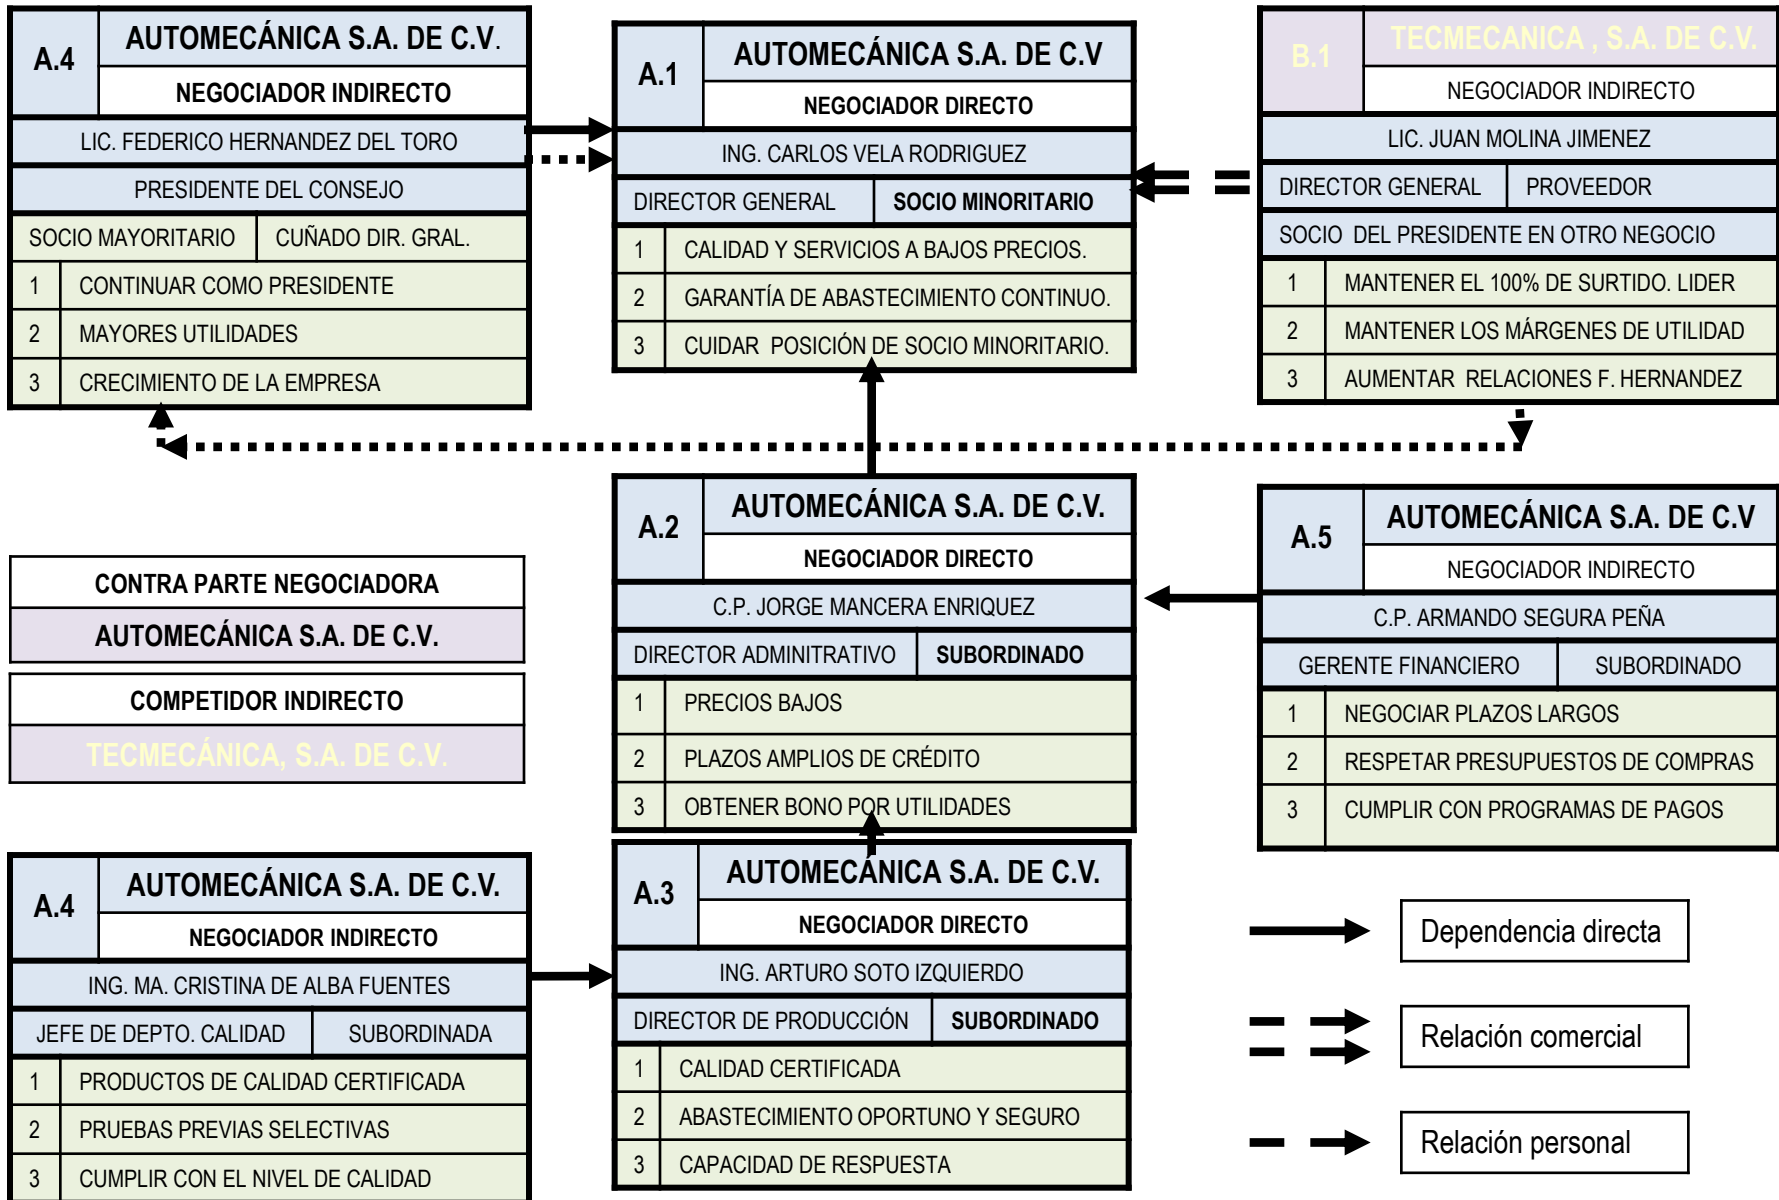 A.4
AUTOMECÁNICA S.A. DE C.V.
NEGOCIADOR INDIRECTO
LIC. FEDERICO HERNANDEZ DEL TORO
PRESIDENTE DEL CONSEJO
SOCIO MAYORITARIO CUÑADO DIR. GRAL.
1 CONTINUAR COMO PRESIDENTE
2 MAYORES UTILIDADES
3 CRECIMIENTO DE LA EMPRESA
A.1
AUTOMECÁNICA S.A. DE C.V
NEGOCIADOR DIRECTO
ING. CARLOS VELA RODRIGUEZ
DIRECTOR GENERAL SOCIO MINORITARIO
1 CALIDAD Y SERVICIOS A BAJOS PRECIOS.
2 GARANTÍA DE ABASTECIMIENTO CONTINUO.
3 CUIDAR POSICIÓN DE SOCIO MINORITARIO.
B.1
TECMECANICA , S.A. DE C.V.
NEGOCIADOR INDIRECTO
LIC. JUAN MOLINA JIMENEZ
DIRECTOR GENERAL PROVEEDOR
SOCIO DEL PRESIDENTE EN OTRO NEGOCIO
1 MANTENER EL 100% DE SURTIDO. LIDER
2 MANTENER LOS MÁRGENES DE UTILIDAD
3 AUMENTAR RELACIONES F. HERNANDEZ
CONTRA PARTE NEGOCIADORA
AUTOMECÁNICA S.A. DE C.V.
COMPETIDOR INDIRECTO
TECMECÁNICA, S.A. DE C.V.
A.2
AUTOMECÁNICA S.A. DE C.V.
NEGOCIADOR DIRECTO
C.P. JORGE MANCERA ENRIQUEZ
DIRECTOR ADMINITRATIVO SUBORDINADO
1 PRECIOS BAJOS
2 PLAZOS AMPLIOS DE CRÉDITO
3 OBTENER BONO POR UTILIDADES
A.5
AUTOMECÁNICA S.A. DE C.V
NEGOCIADOR INDIRECTO
C.P. ARMANDO SEGURA PEÑA
GERENTE FINANCIERO SUBORDINADO
1 NEGOCIAR PLAZOS LARGOS
2 RESPETAR PRESUPUESTOS DE COMPRAS
3 CUMPLIR CON PROGRAMAS DE PAGOS
A.4
AUTOMECÁNICA S.A. DE C.V.
NEGOCIADOR INDIRECTO
ING. MA. CRISTINA DE ALBA FUENTES
JEFE DE DEPTO. CALIDAD SUBORDINADA
1 PRODUCTOS DE CALIDAD CERTIFICADA
2 PRUEBAS PREVIAS SELECTIVAS
3 CUMPLIR CON EL NIVEL DE CALIDAD
A.3
AUTOMECÁNICA S.A. DE C.V.
NEGOCIADOR DIRECTO
ING. ARTURO SOTO IZQUIERDO
DIRECTOR DE PRODUCCIÓN SUBORDINADO
1 CALIDAD CERTIFICADA
2 ABASTECIMIENTO OPORTUNO Y SEGURO
3 CAPACIDAD DE RESPUESTA
Dependencia directa
Relación comercial
Relación personal